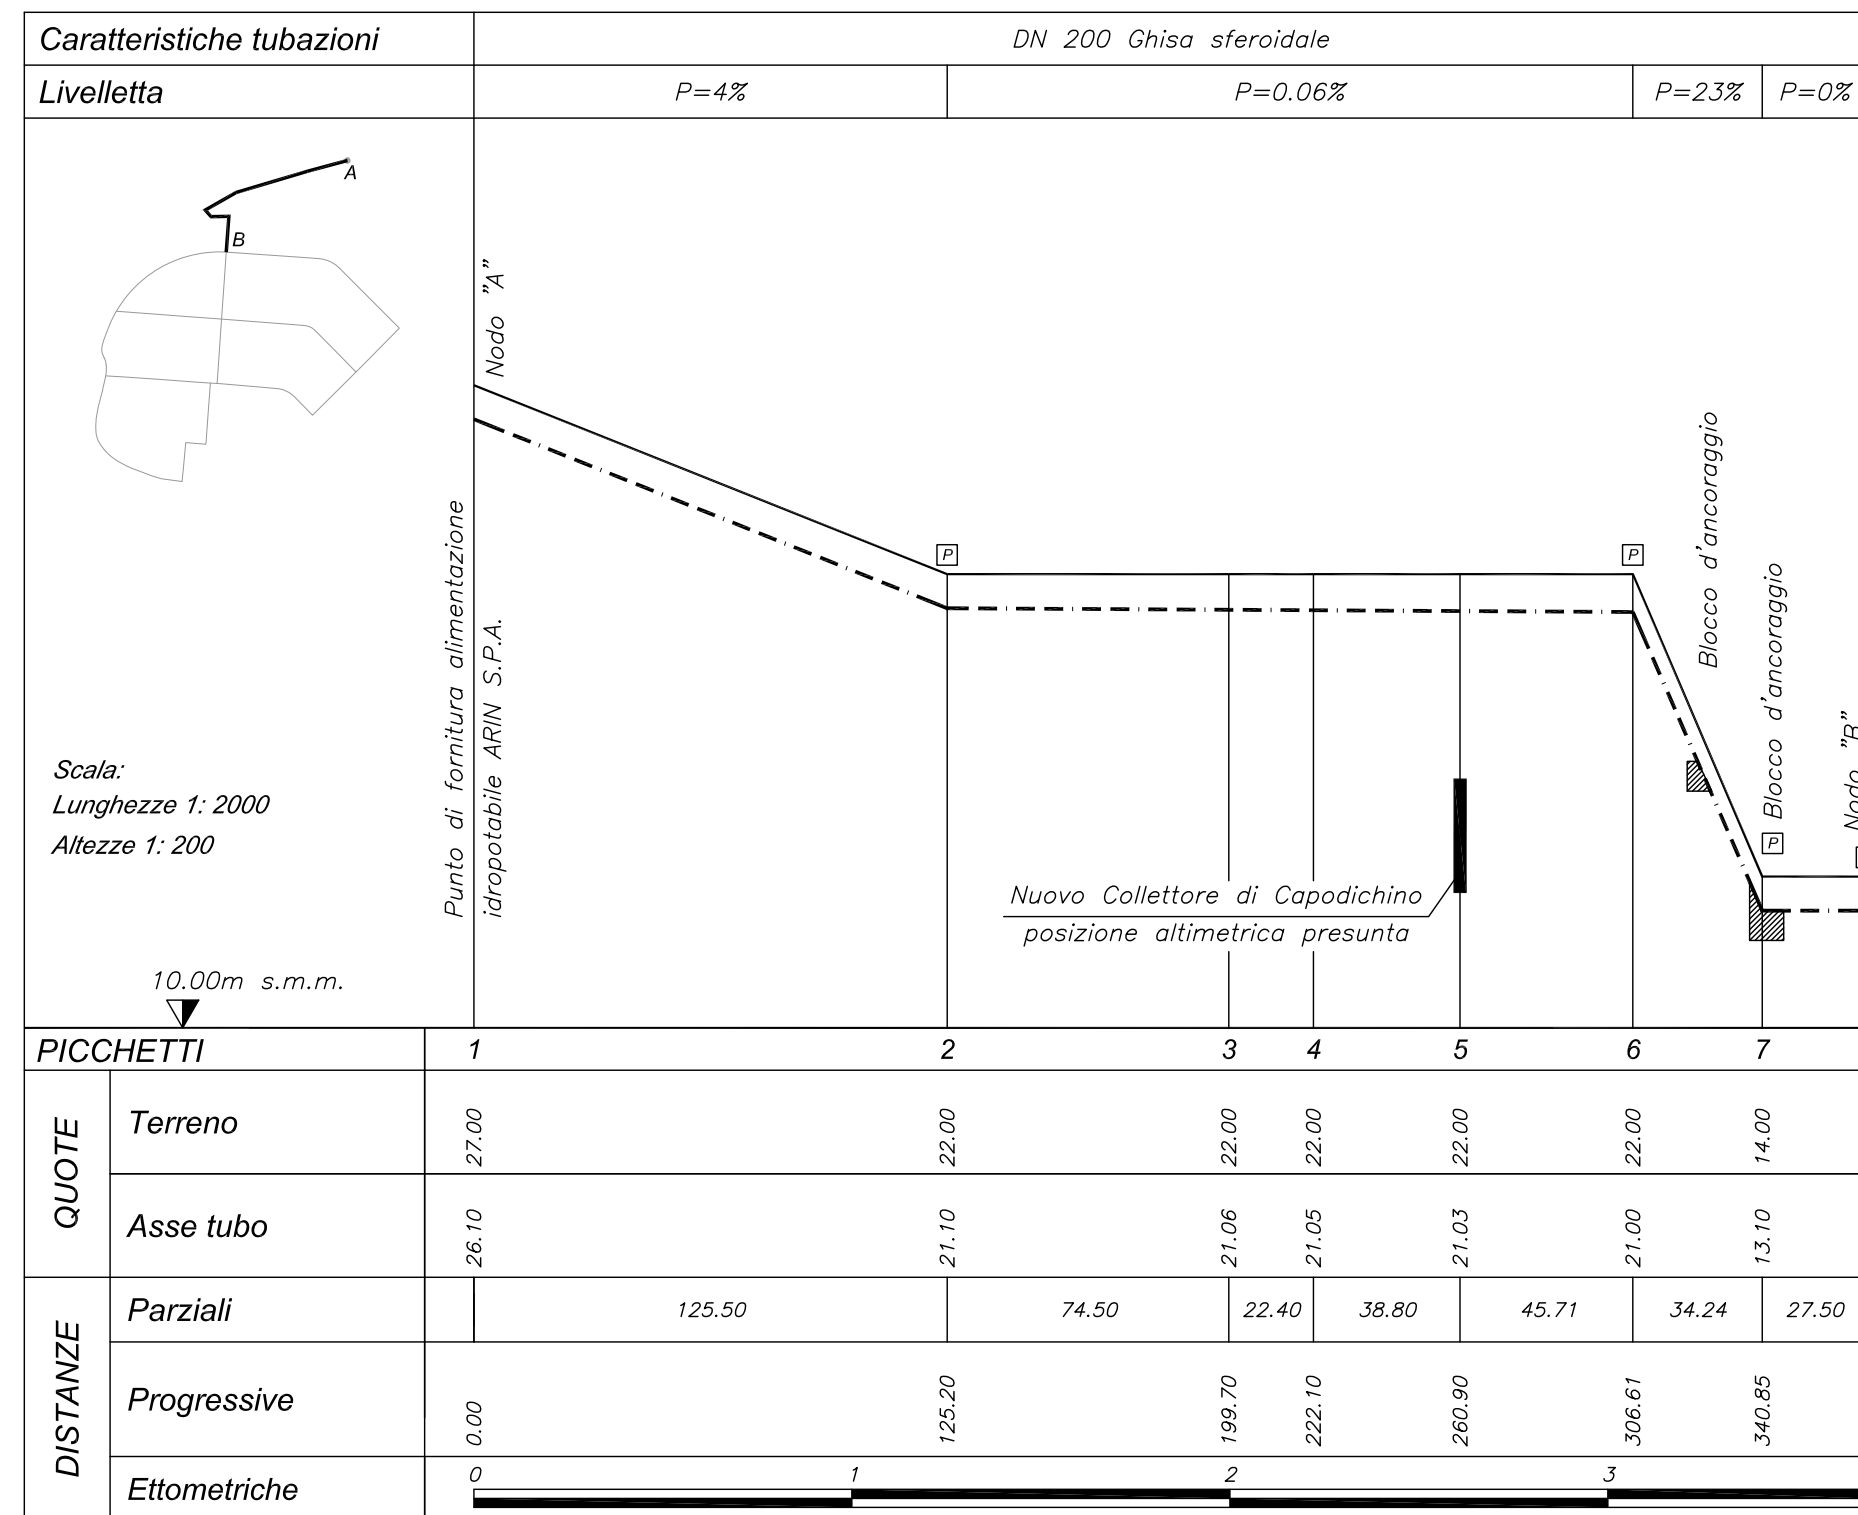 Caratteristiche tubazioni
DN 200 Ghisa sferoidale
Livelletta
P=4%
P=0.06%
P=23%
P=0%
A
B
Nodo "A"
Punto di fornitura alimentazione
idropotabile ARIN S.P.A.
P
P
Blocco d'ancoraggio
Blocco d'ancoraggio
P
Nodo "B"
Scala:
Lunghezze 1: 2000
Altezze 1: 200
Nuovo Collettore di Capodichino
posizione altimetrica presunta
10.00m s.m.m.
PICCHETTI
1 2 3 4 5 6 7
QUOTE
Terreno
27.00 22.00 22.00 22.00 22.00 22.00 14.00
Asse tubo
26.10 21.10 21.06 21.05 21.03 21.00 13.10
DISTANZE
Parziali
125.50 74.50 22.40 38.80 45.71 34.24 27.50
Progressive
0.00 125.20 199.70 222.10 260.90 306.61 340.85
Ettometriche
0 1 2 3